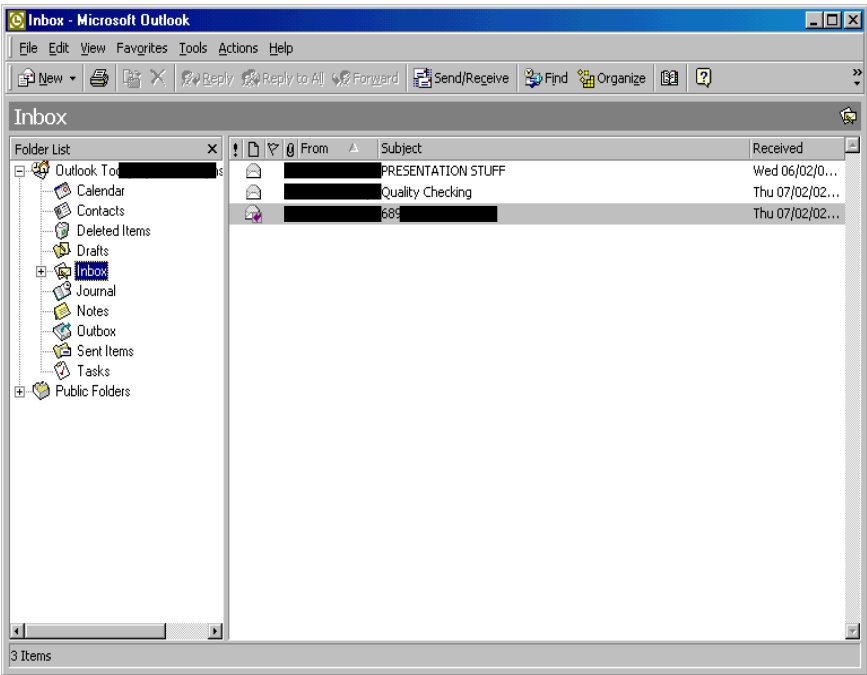 Inbox - Microsoft Outlook
File Edit View Favorites Tools Actions Help
New Reply Reply to All Forward Send/Receive Find Organize
Inbox
Folder List
! From Subject Received
Outlook Tod
PRESENTATION STUFF Wed 06/02/0...
Calendar
Quality Checking Thu 07/02/02...
Contacts
689 Thu 07/02/02...
Deleted Items
Drafts
Inbox
Journal
Notes
Outbox
Sent Items
Tasks
Public Folders
3 Items